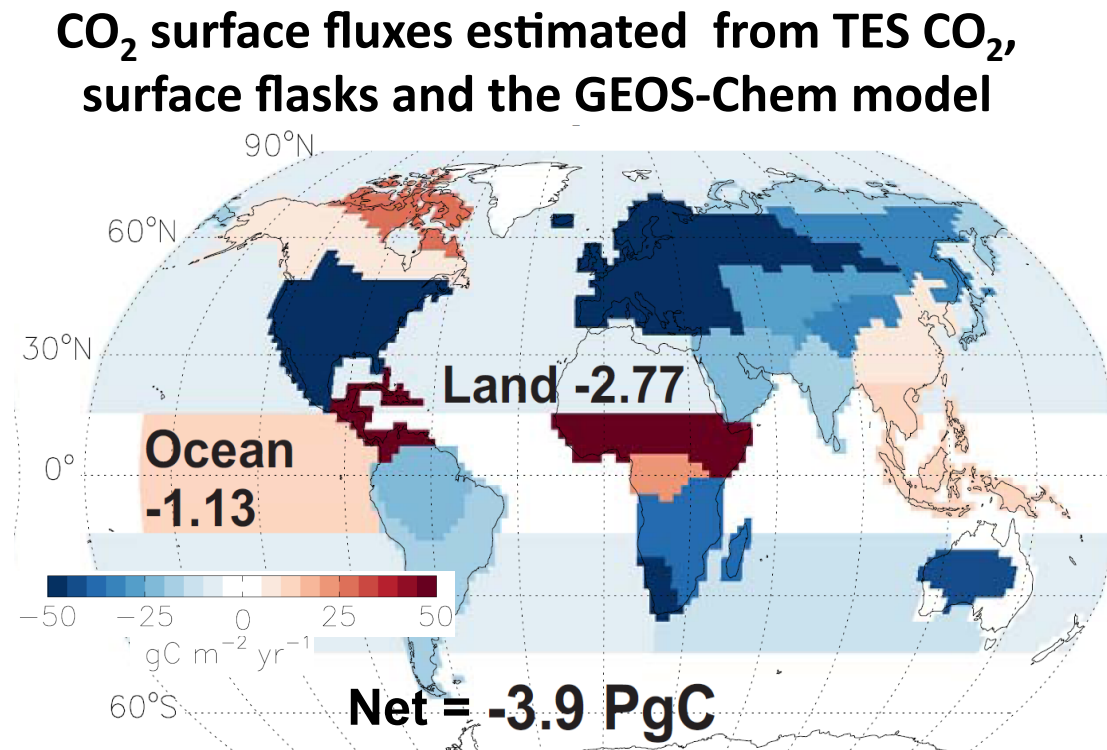 CO₂ surface fluxes estimated from TES CO₂,
surface flasks and the GEOS-Chem model
90°N
60°N
30°N
Land -2.77
Ocean
-1.13
0°
−50 −25 0 25 50
gC m⁻² yr⁻¹
60°S
Net = -3.9 PgC